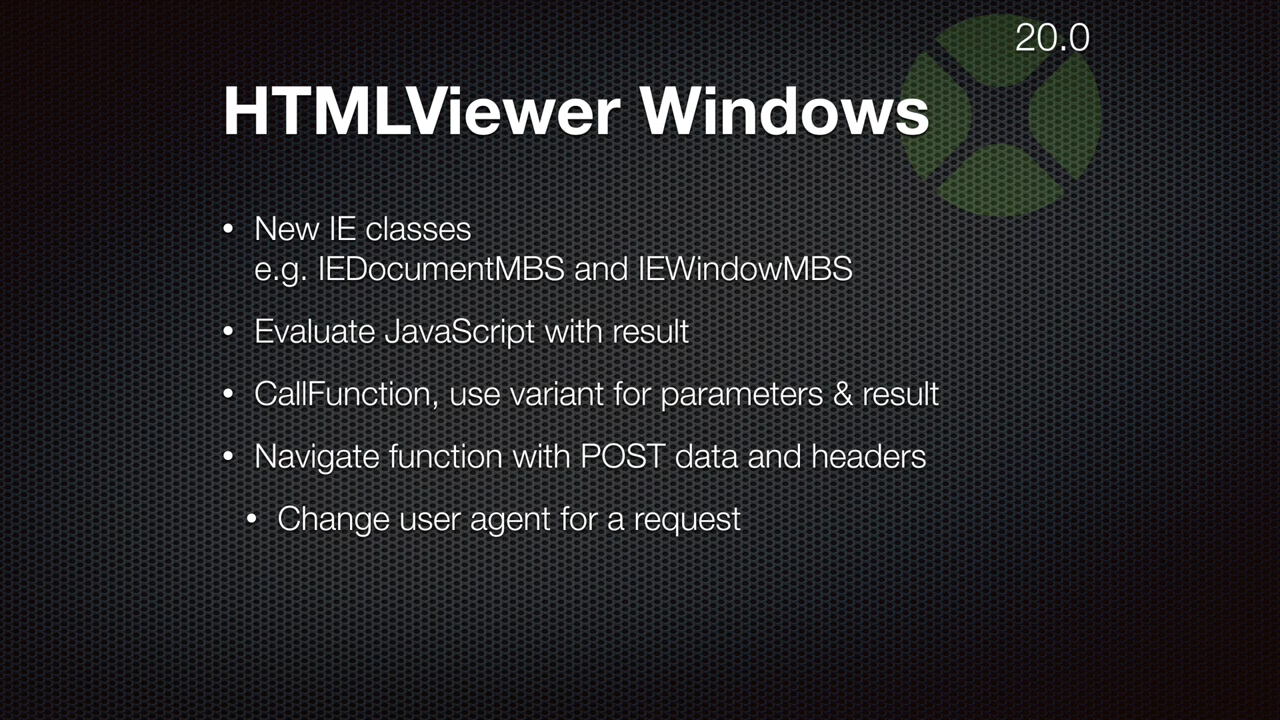 20.0
HTMLViewer Windows
• New IE classes
e.g. IEDocumentMBS and IEWindowMBS
• Evaluate JavaScript with result
• CallFunction, use variant for parameters & result
• Navigate function with POST data and headers
• Change user agent for a request